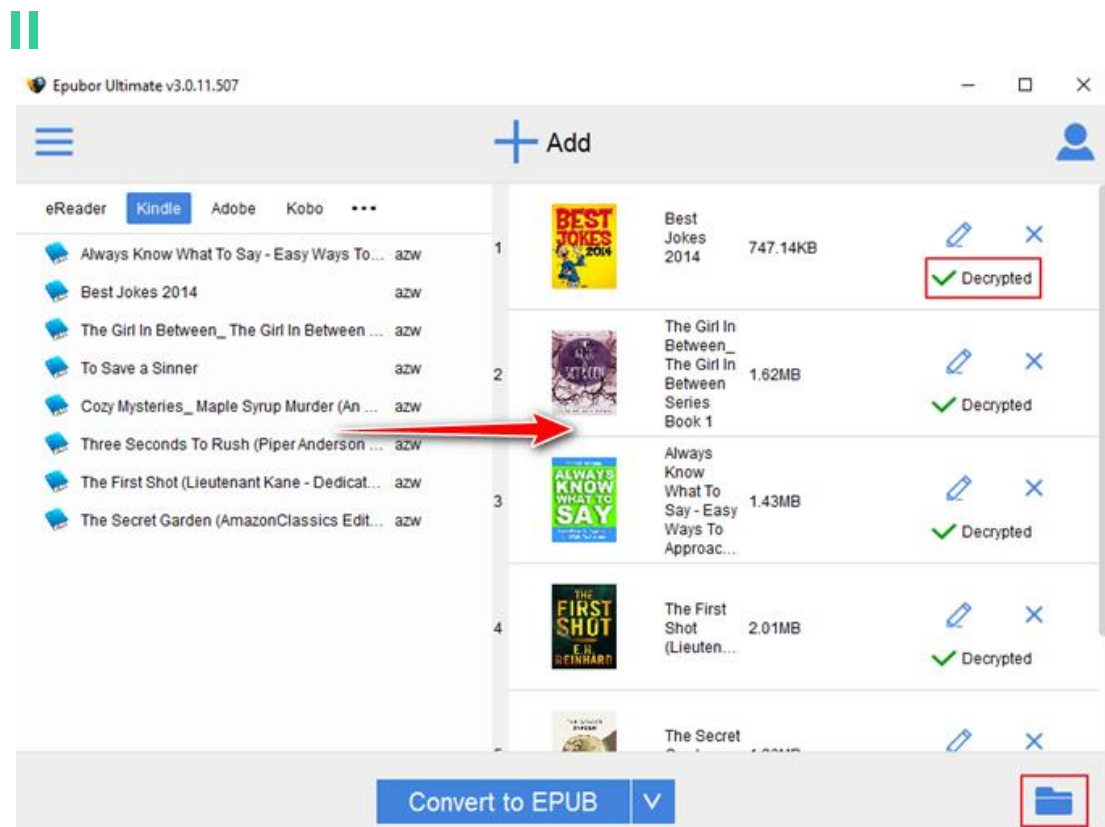 Epubor Ultimate v3.0.11.507
Add
eReader Kindle Adobe Kobo •••
Always Know What To Say - Easy Ways To... azw
Best Jokes 2014 azw
The Girl In Between_ The Girl In Between ... azw
To Save a Sinner azw
Cozy Mysteries_ Maple Syrup Murder (An ... azw
Three Seconds To Rush (Piper Anderson ... azw
The First Shot (Lieutenant Kane - Dedicat... azw
The Secret Garden (AmazonClassics Edit... azw
1
BEST
JOKES
2014
Best
Jokes
2014
747.14KB
Decrypted
2
The Girl In
Between_
The Girl In
Between
Series
Book 1
1.62MB
Decrypted
3
ALWAYS
KNOW
WHAT TO
SAY
Always
Know
What To
Say - Easy
Ways To
Approac...
1.43MB
Decrypted
4
THE
FIRST
SHOT
E.H.
REINHARD
The First
Shot
(Lieuten...
2.01MB
Decrypted
The Secret
Convert to EPUB